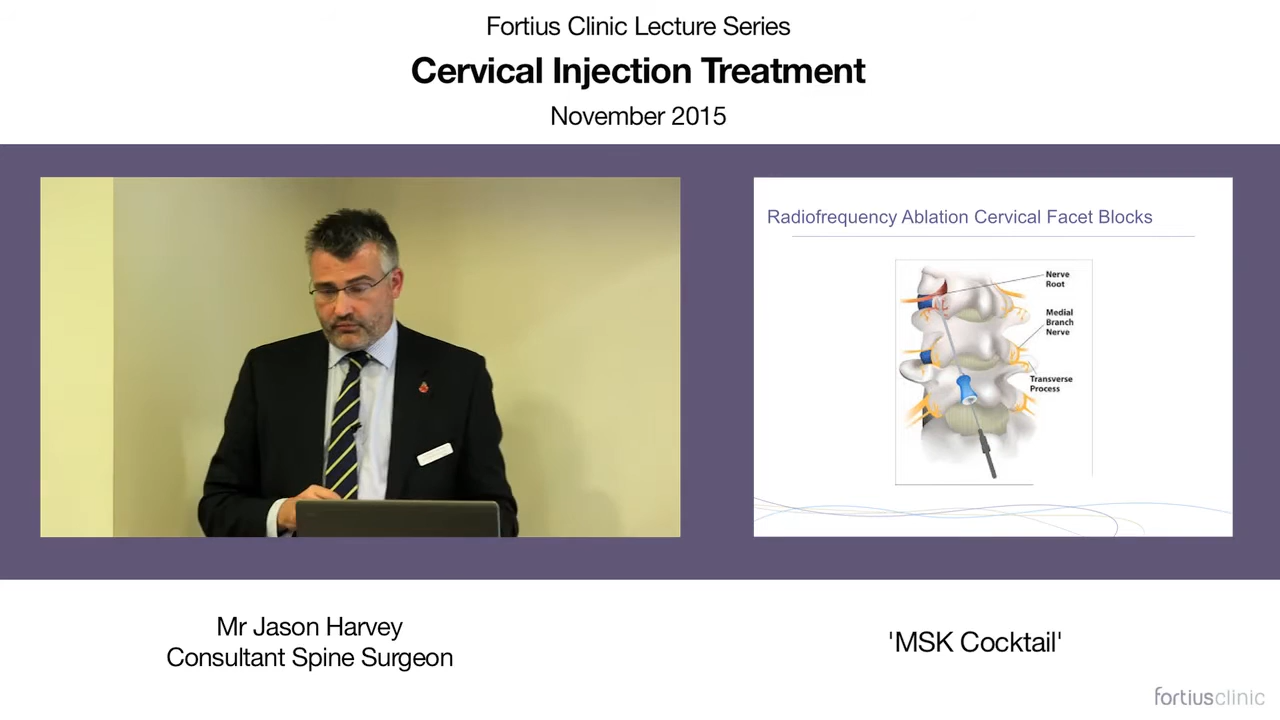 Fortius Clinic Lecture Series
Cervical Injection Treatment
November 2015
Radiofrequency Ablation Cervical Facet Blocks
Nerve
Root
Medial
Branch
Nerve
Transverse
Process
Mr Jason Harvey
Consultant Spine Surgeon
'MSK Cocktail'
fortiusclinic